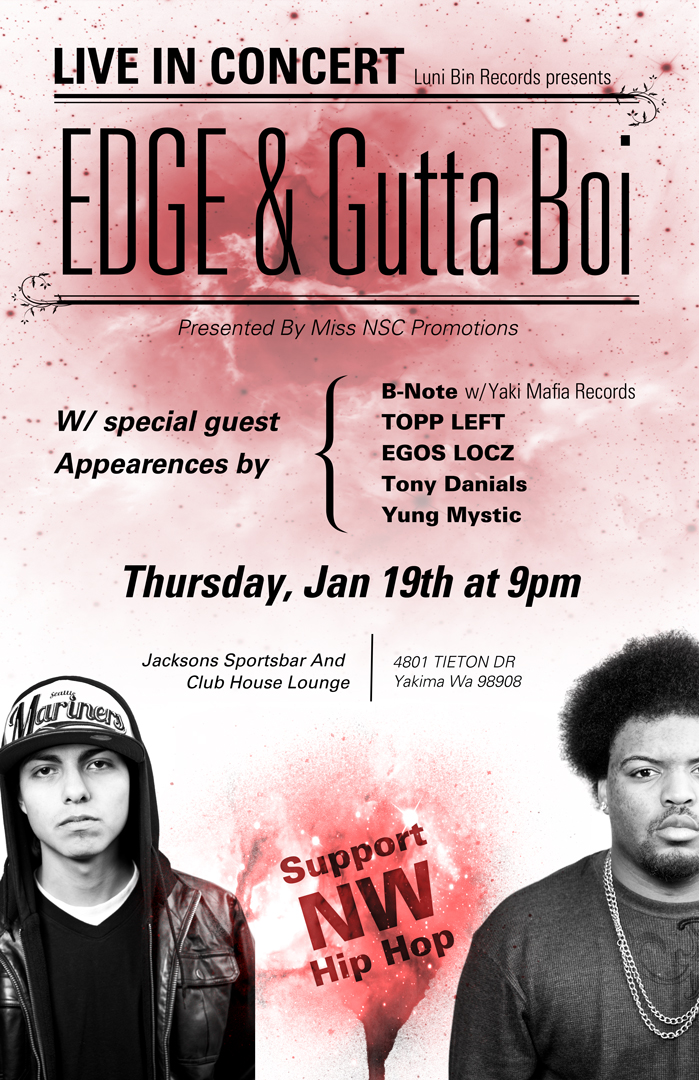 LIVE IN CONCERT Luni Bin Records presents
EDGE & Gutta Boi
Presented By Miss NSC Promotions
W/ special guest
Appearences by
B-Note w/Yaki Mafia Records
TOPP LEFT
EGOS LOCZ
Tony Danials
Yung Mystic
Thursday, Jan 19th at 9pm
Jacksons Sportsbar And
Club House Lounge
4801 TIETON DR
Yakima Wa 98908
Seattle
Mariners
Support
NW
Hip Hop